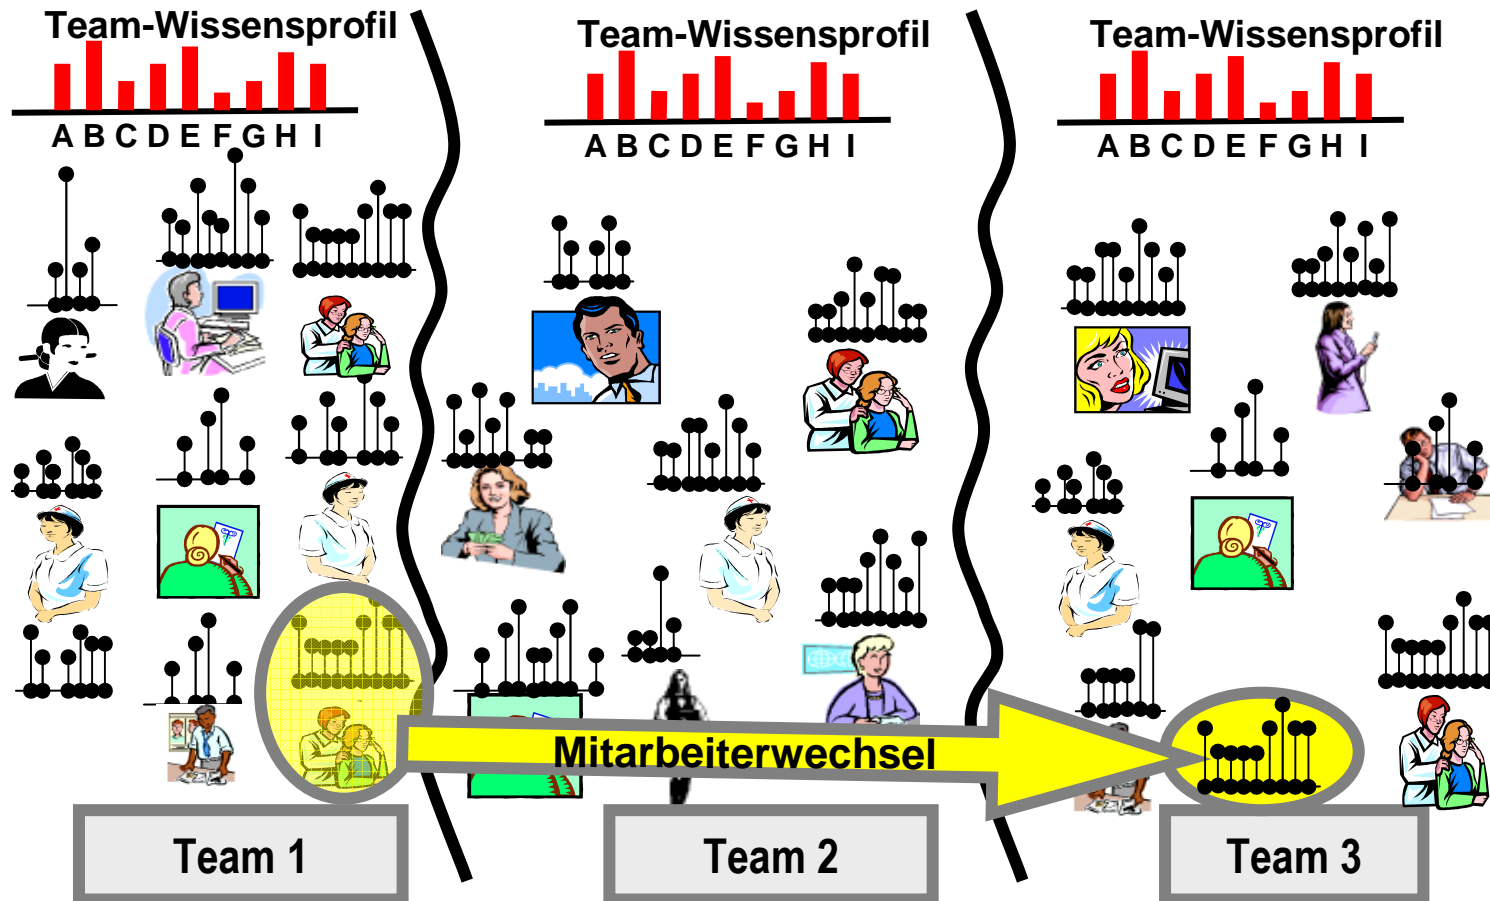 Team-Wissensprofil
A B C D E F G H I
Team-Wissensprofil
A B C D E F G H I
Team-Wissensprofil
A B C D E F G H I
Mitarbeiterwechsel
Team 1
Team 2
Team 3